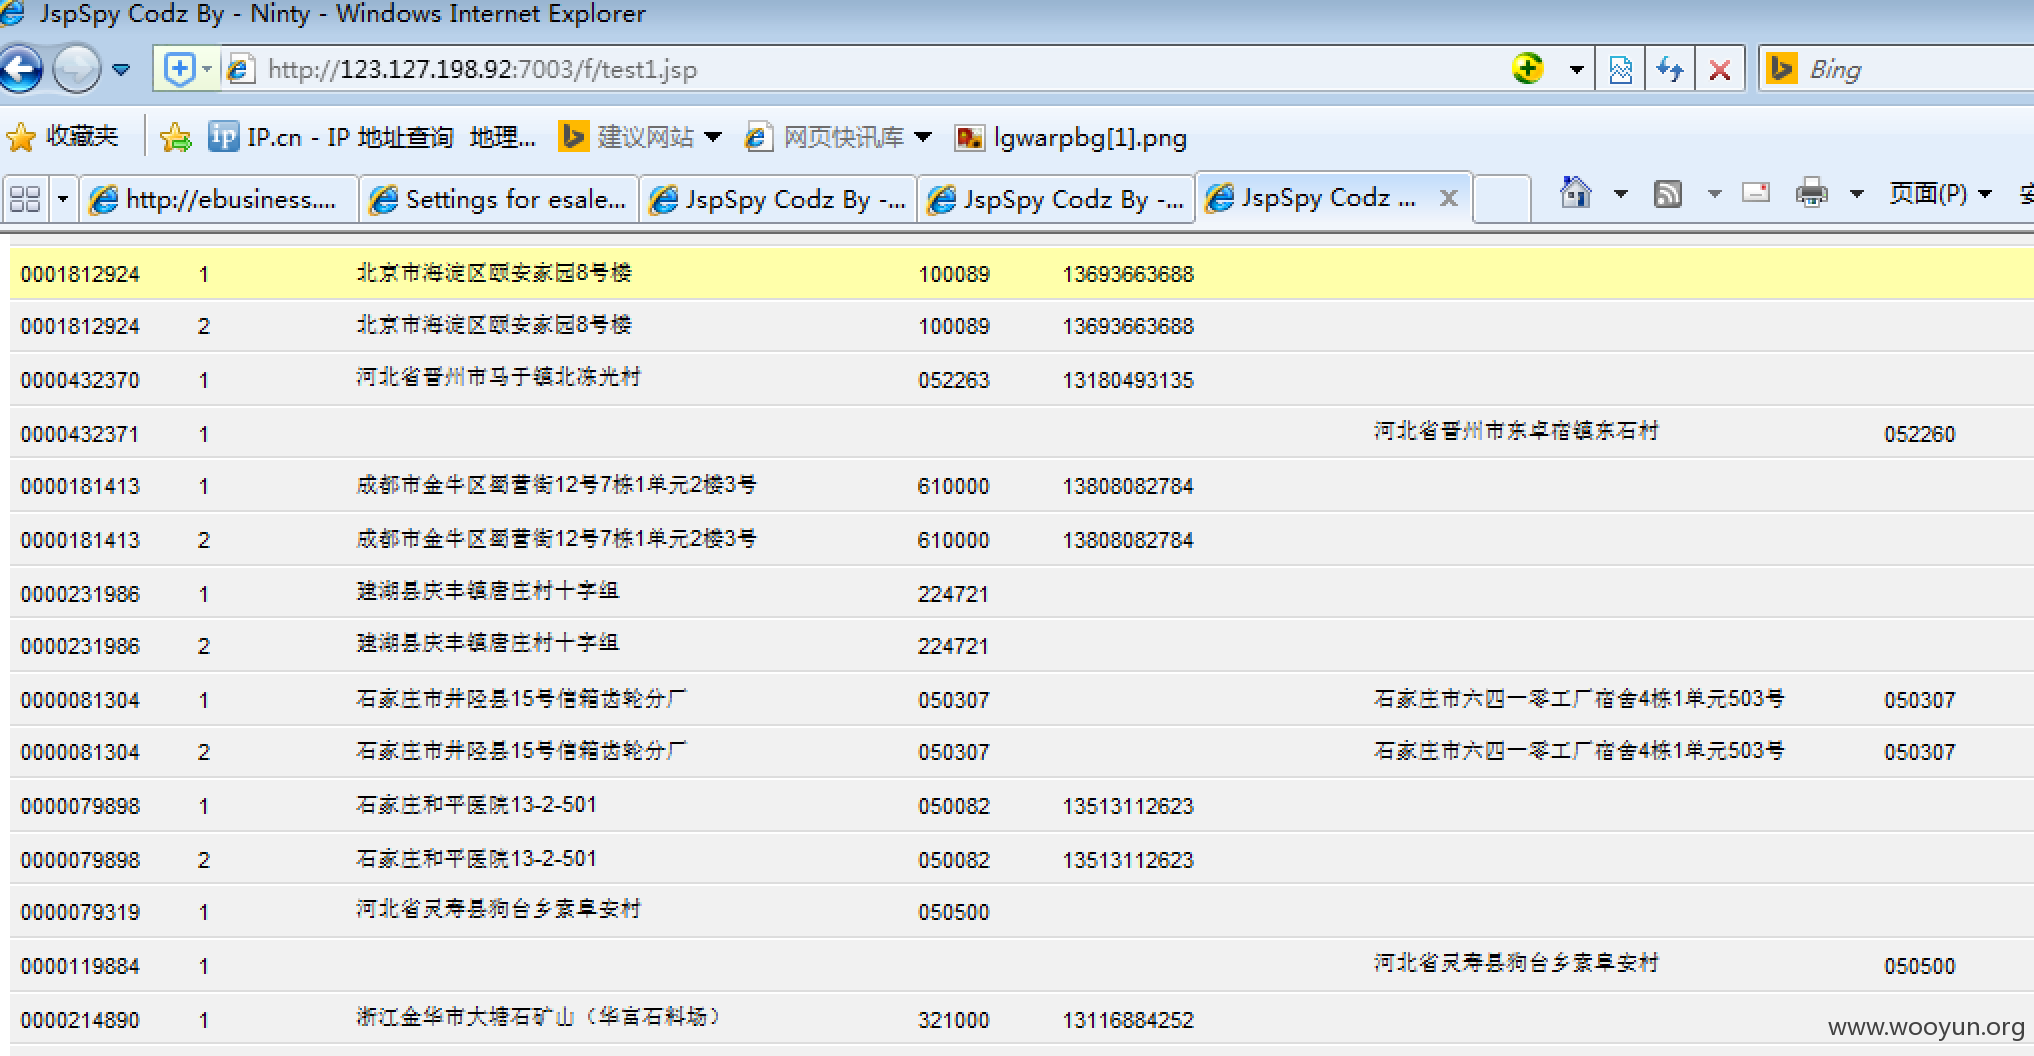 JspSpy Codz By - Ninty - Windows Internet Explorer
http://123.127.198.92:7003/f/test1.jsp
Bing
收藏夹 IP.cn - IP 地址查询 地理... 建议网站 网页快讯库 lgwarpbg[1].png
http://ebusiness.... Settings for esale... JspSpy Codz By -... JspSpy Codz By -... JspSpy Codz ... 页面(P)
0001812924 1 北京市海淀区颐安家园8号楼 100089 13693663688
0001812924 2 北京市海淀区颐安家园8号楼 100089 13693663688
0000432370 1 河北省晋州市马于镇北冻光村 052263 13180493135
0000432371 1 河北省晋州市东卓宿镇东石村 052260
0000181413 1 成都市金牛区蜀营街12号7栋1单元2楼3号 610000 13808082784
0000181413 2 成都市金牛区蜀营街12号7栋1单元2楼3号 610000 13808082784
0000231986 1 建湖县庆丰镇唐庄村十字组 224721
0000231986 2 建湖县庆丰镇唐庄村十字组 224721
0000081304 1 石家庄市井陉县15号信箱齿轮分厂 050307 石家庄市六四一零工厂宿舍4栋1单元503号 050307
0000081304 2 石家庄市井陉县15号信箱齿轮分厂 050307 石家庄市六四一零工厂宿舍4栋1单元503号 050307
0000079898 1 石家庄和平医院13-2-501 050082 13513112623
0000079898 2 石家庄和平医院13-2-501 050082 13513112623
0000079319 1 河北省灵寿县狗台乡索阜安村 050500
0000119884 1 河北省灵寿县狗台乡索阜安村 050500
0000214890 1 浙江金华市大塘石矿山（华富石料场） 321000 13116884252
www.wooyun.org